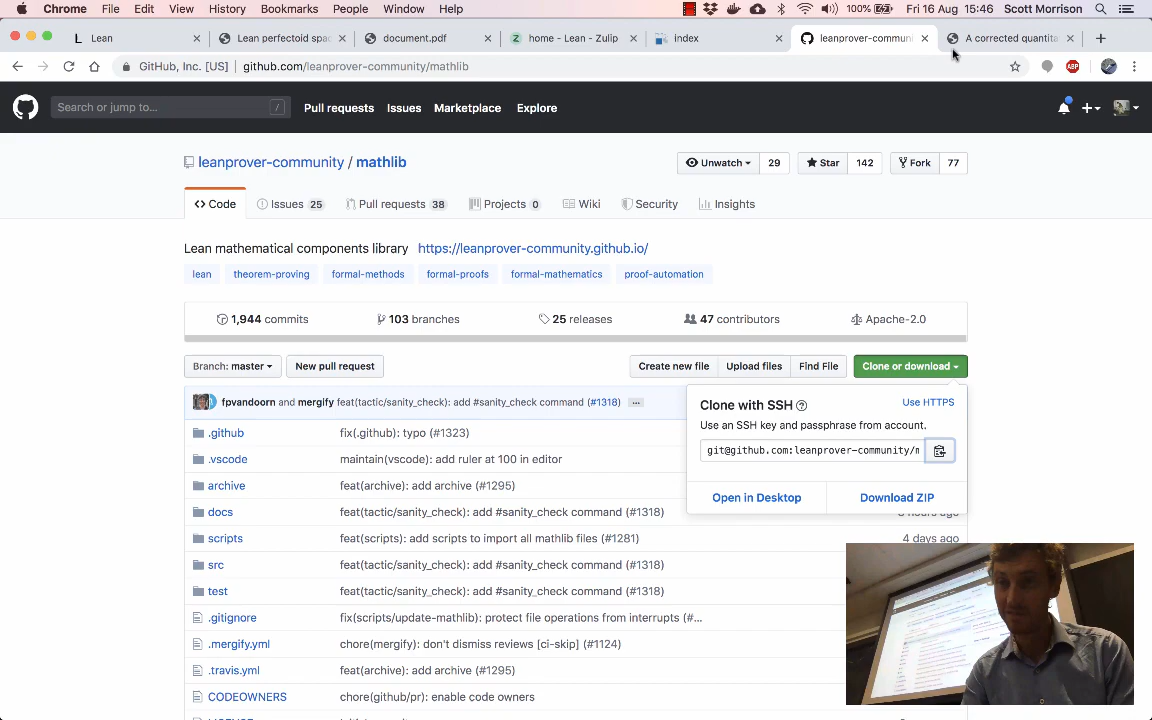 Chrome File Edit View History Bookmarks People Window Help 100% Fri 16 Aug 15:46 Scott Morrison
Lean Lean perfectoid spac document.pdf home - Lean - Zulip index leanprover-communi A corrected quantita
GitHub, Inc. [US] github.com/leanprover-community/mathlib ABP
Search or jump to... / Pull requests Issues Marketplace Explore
leanprover-community / mathlib Unwatch 29 Star 142 Fork 77
Code Issues 25 Pull requests 38 Projects 0 Wiki Security Insights
Lean mathematical components library https://leanprover-community.github.io/
lean theorem-proving formal-methods formal-proofs formal-mathematics proof-automation
1,944 commits 103 branches 25 releases 47 contributors Apache-2.0
Branch: master New pull request Create new file Upload files Find File Clone or download
fpvandoorn and mergify feat(tactic/sanity_check): add #sanity_check command (#1318) ...
Clone with SSH Use HTTPS
Use an SSH key and passphrase from account.
git@github.com:leanprover-community/m
Open in Desktop Download ZIP
.github fix(.github): typo (#1323)
.vscode maintain(vscode): add ruler at 100 in editor
archive feat(archive): add archive (#1295)
docs feat(tactic/sanity_check): add #sanity_check command (#1318)
scripts feat(scripts): add scripts to import all mathlib files (#1281) 4 days ago
src feat(tactic/sanity_check): add #sanity_check command (#1318)
test feat(tactic/sanity_check): add #sanity_check command (#1318)
.gitignore fix(scripts/update-mathlib): protect file operations from interrupts (#...
.mergify.yml chore(mergify): don't dismiss reviews [ci-skip] (#1124)
.travis.yml feat(archive): add archive (#1295)
CODEOWNERS chore(github/pr): enable code owners